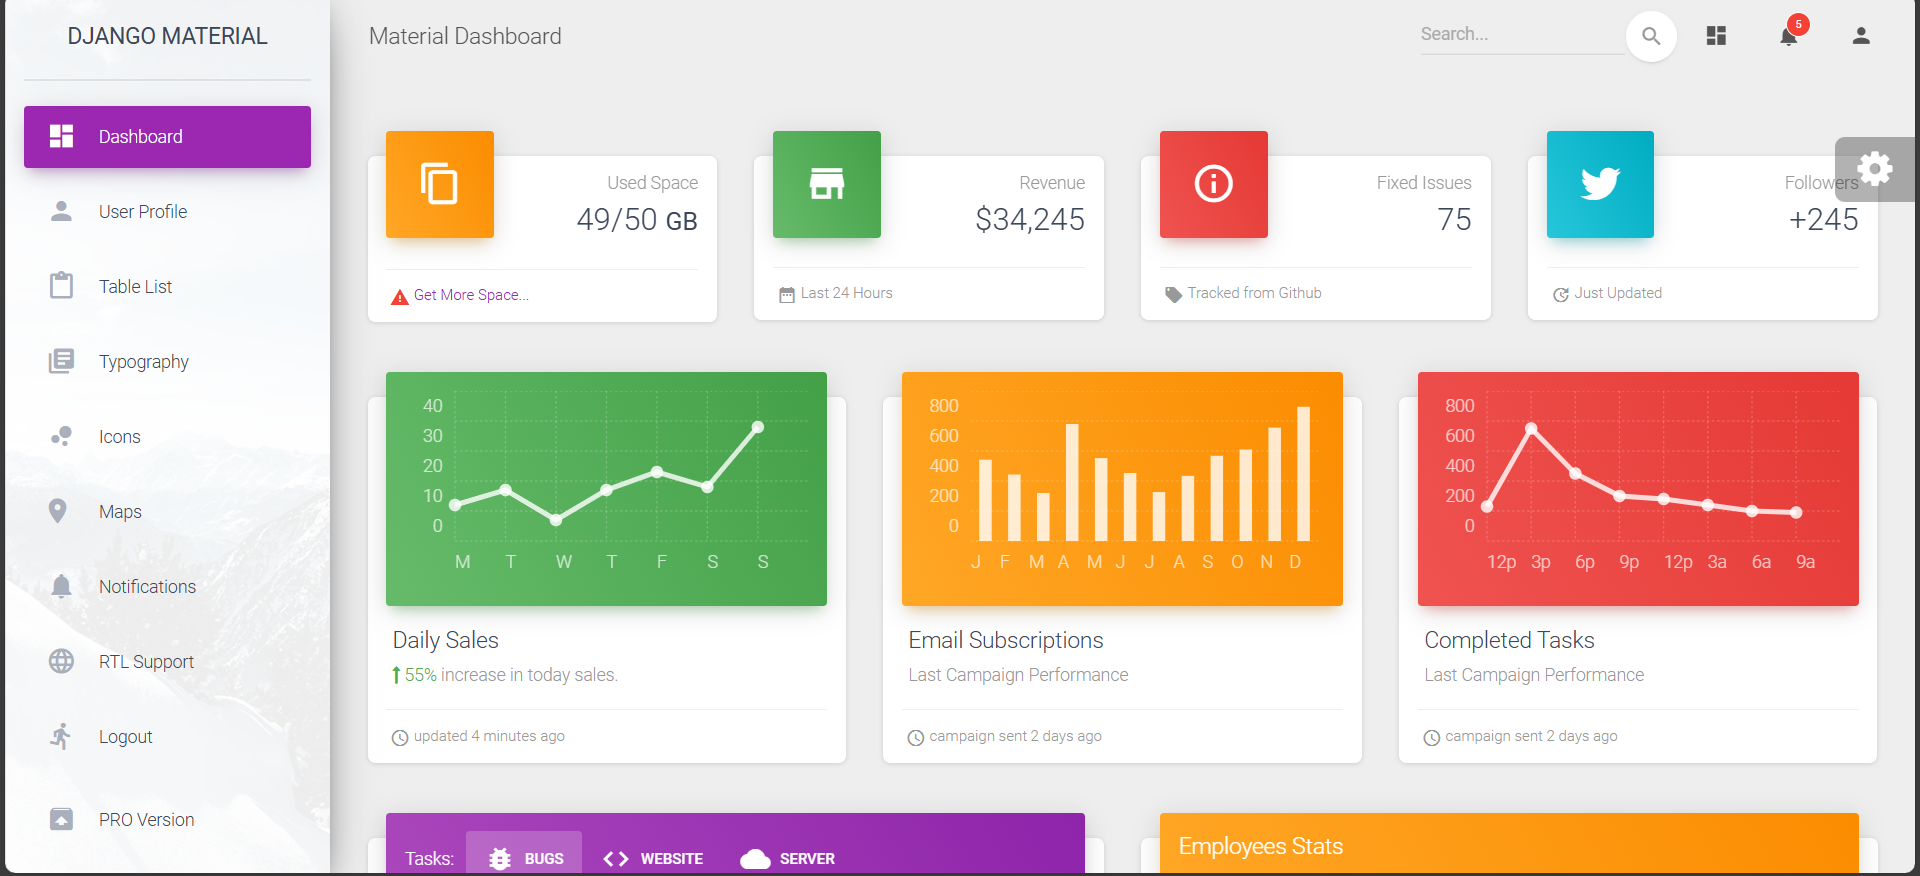 DJANGO MATERIAL
Dashboard
User Profile
Table List
Typography
Icons
Maps
Notifications
RTL Support
Logout
PRO Version
Material Dashboard
Search...
5
Used Space
49/50 GB
Get More Space...
Revenue
$34,245
Last 24 Hours
Fixed Issues
75
Tracked from Github
Followers
+245
Just Updated
40
30
20
10
0
M T W T F S S
Daily Sales
55% increase in today sales.
updated 4 minutes ago
800
600
400
200
0
J F M A M J J A S O N D
Email Subscriptions
Last Campaign Performance
campaign sent 2 days ago
800
600
400
200
0
12p 3p 6p 9p 12p 3a 6a 9a
Completed Tasks
Last Campaign Performance
campaign sent 2 days ago
Tasks: BUGS WEBSITE SERVER
Employees Stats